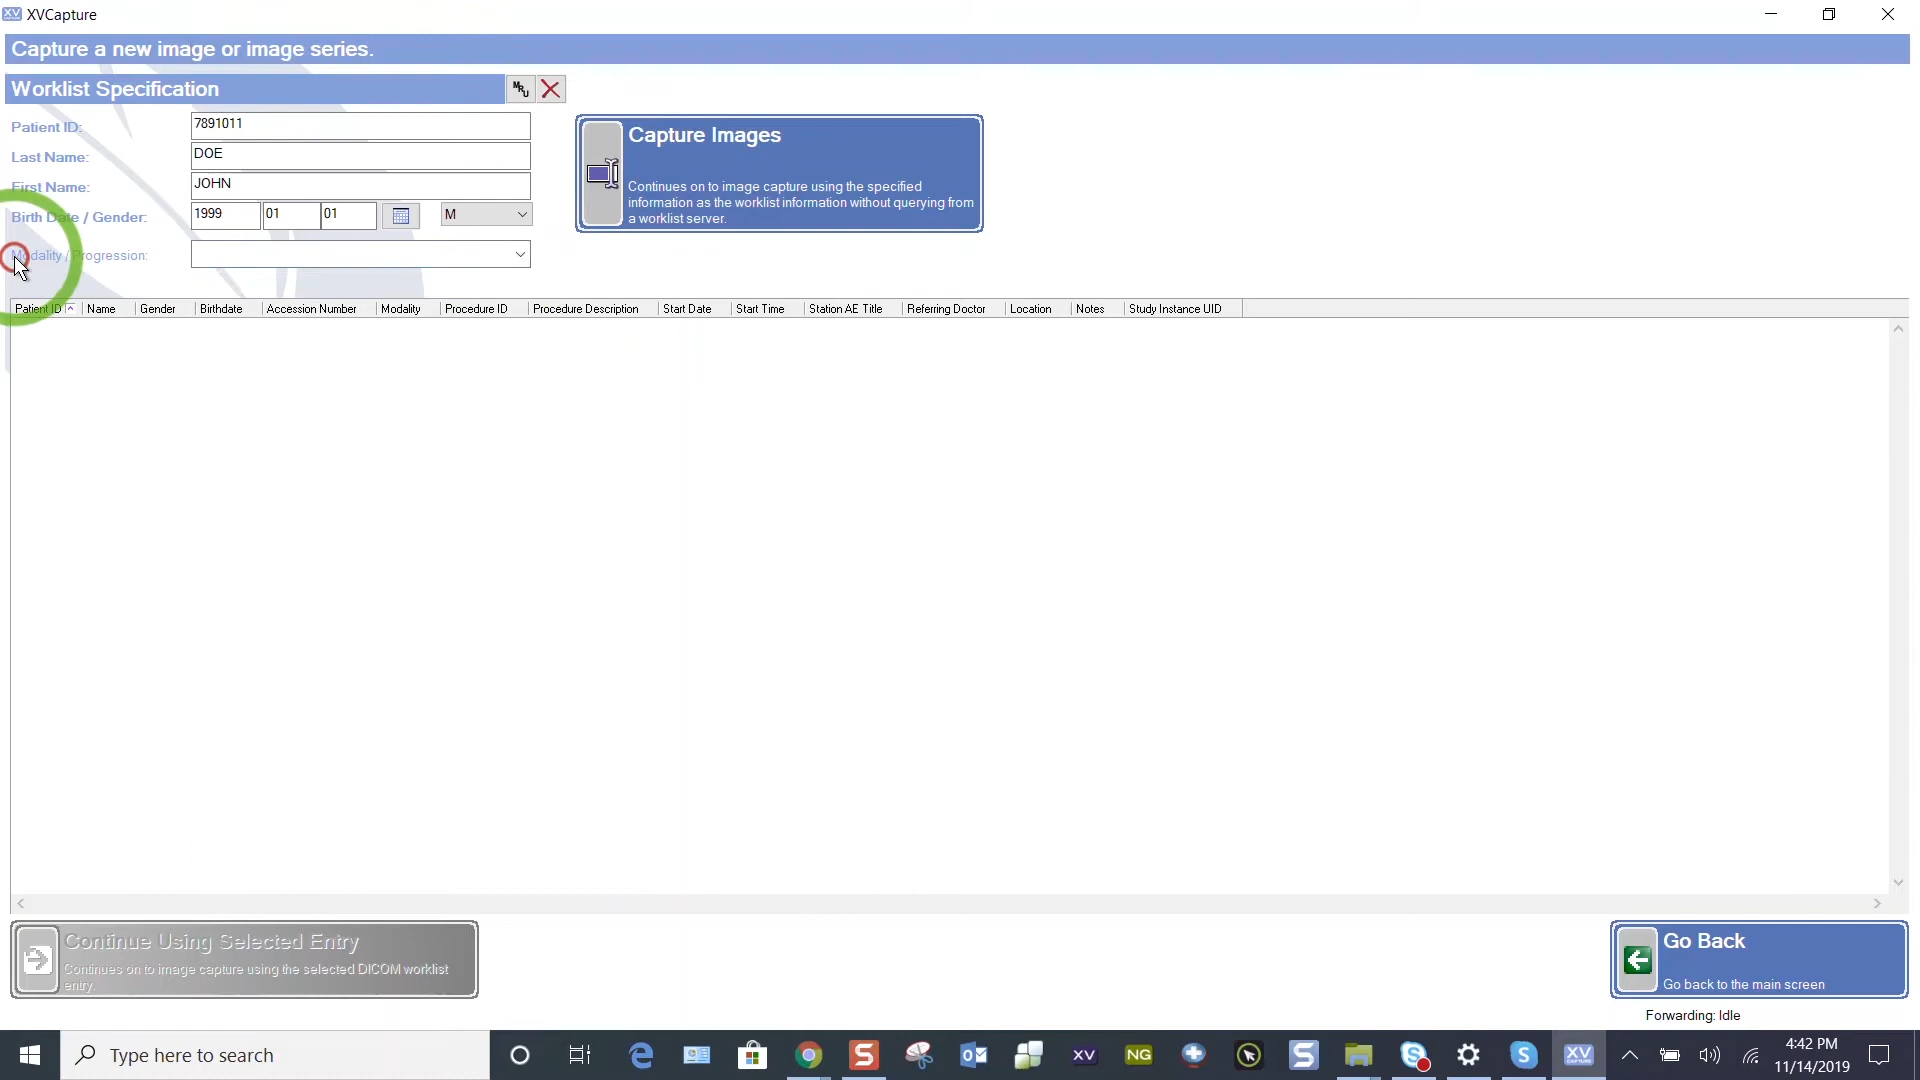 XVCapture
Capture a new image or image series.
Worklist Specification
MRU
Patient ID: 7891011
Last Name: DOE
First Name: JOHN
Birth Date / Gender: 1999 01 01 M
Modality / Progression:
Capture Images
Continues on to image capture using the specified
information as the worklist information without querying from
a worklist server.
Patient ID Name Gender Birthdate Accession Number Modality Procedure ID Procedure Description Start Date Start Time Station AE Title Referring Doctor Location Notes Study Instance UID
Continue Using Selected Entry
Continues on to image capture using the selected DICOM worklist
entry.
Go Back
Go back to the main screen
Forwarding: Idle
Type here to search
XV NG S S S XV CAPTURE
4:42 PM
11/14/2019